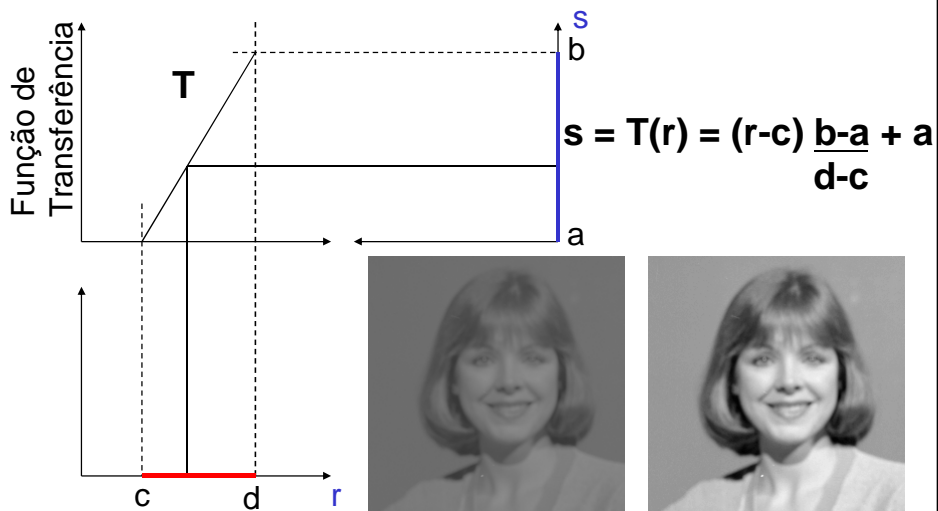 Função de
Transferência
T
s
b
s = T(r) = (r-c) b-a + a
d-c
a
c
d
r